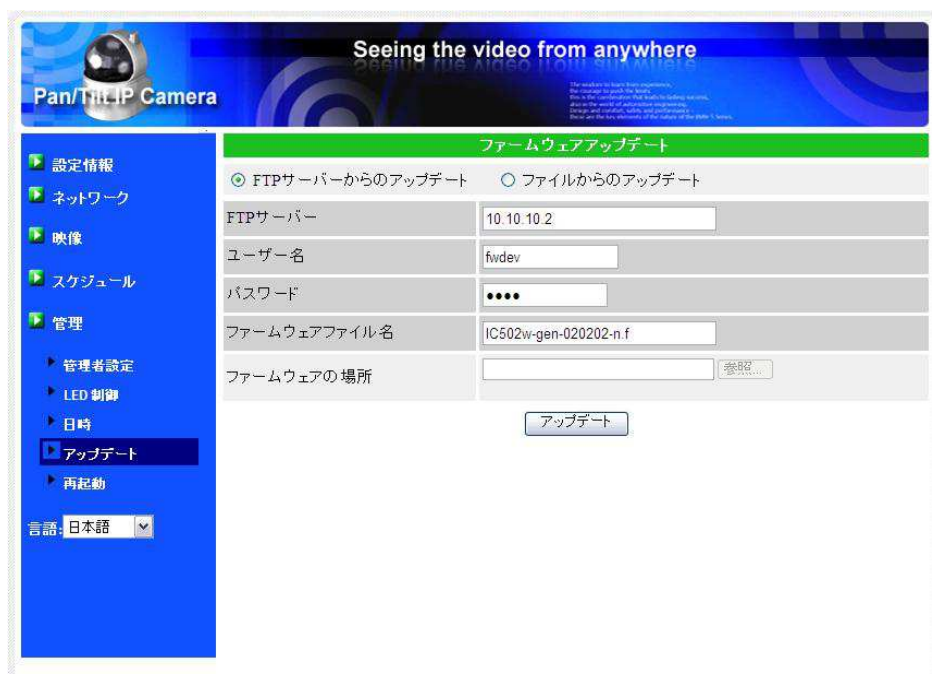 Seeing the video from anywhere
Pan/Tilt IP Camera
設定情報
ネットワーク
映像
スケジュール
管理
管理者設定
LED 制御
日時
アップデート
再起動
言語: 日本語
ファームウェアアップデート
FTPサーバーからのアップデート ファイルからのアップデート
FTPサーバー 10.10.10.2
ユーザー名 fwdev
パスワード ••••
ファームウェアファイル名 IC502w-gen-020202-n.f
ファームウェアの場所 参照...
アップデート